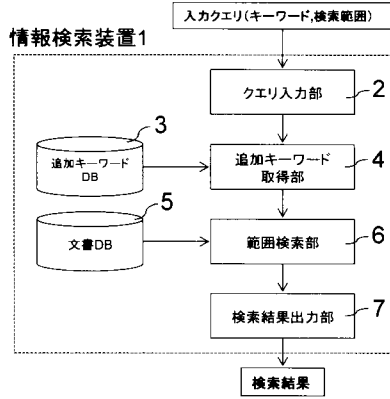 入力クエリ(キーワード,検索範囲)
情報検索装置1
クエリ入力部
2
3
追加キーワード
DB
追加キーワード
取得部
4
5
文書DB
範囲検索部
6
検索結果出力部
7
検索結果